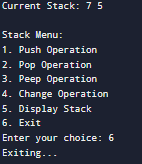 Current Stack: 7 5
Stack Menu:
1. Push Operation
2. Pop Operation
3. Peep Operation
4. Change Operation
5. Display Stack
6. Exit
Enter your choice: 6
Exiting...